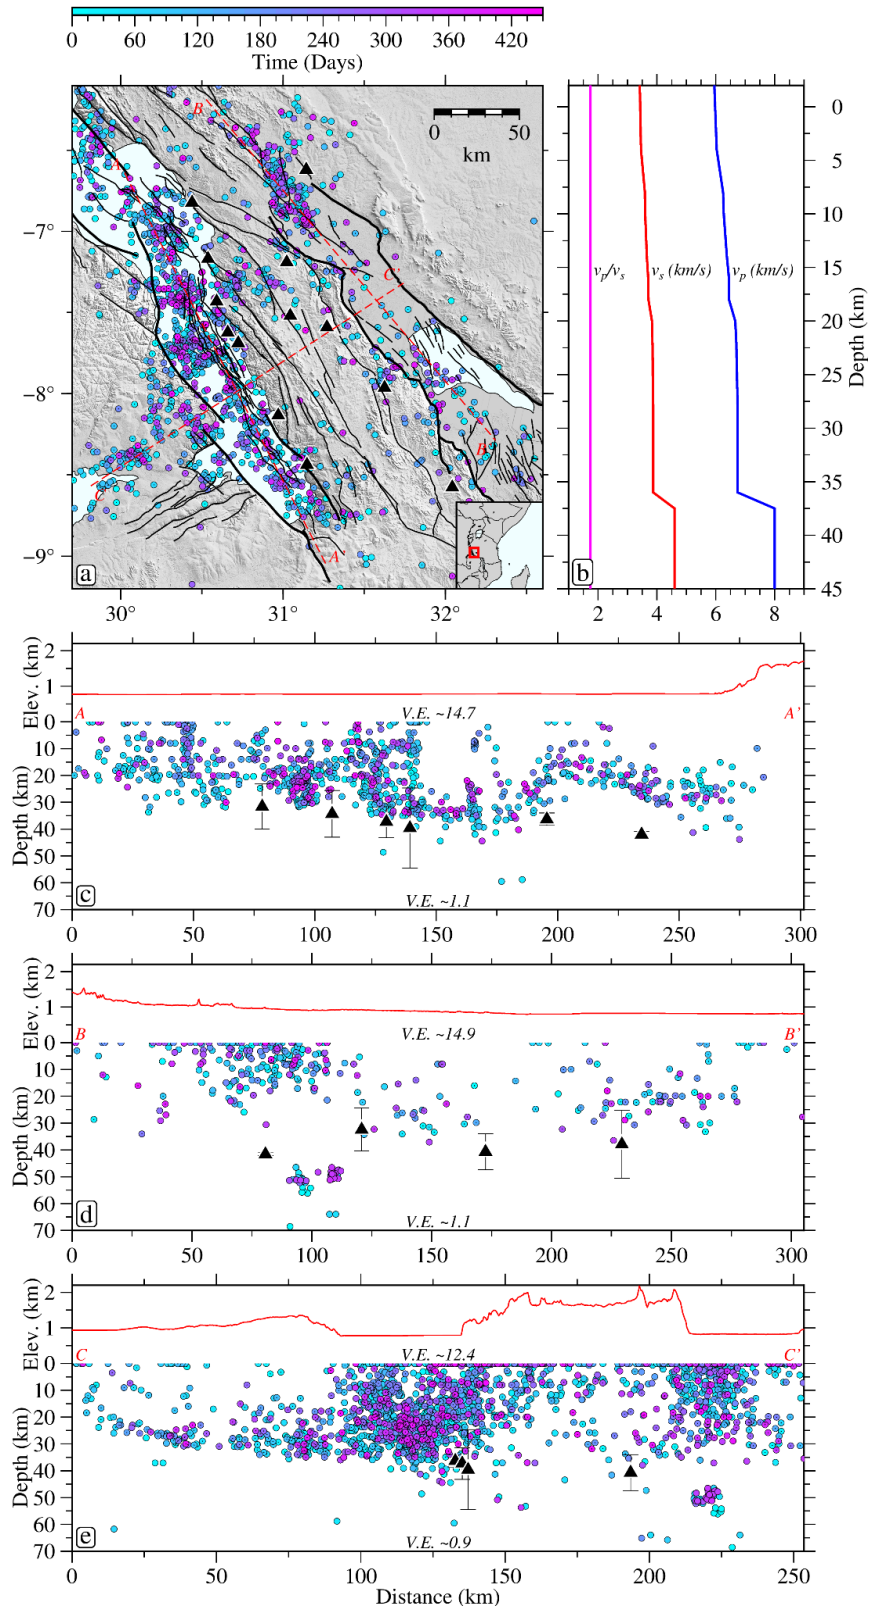 0 60 120 180 240 300 360 420
Time (Days)
B
A
C'
C
B'
A'
0 50
km
−7°
−8°
−9°
a
30° 31° 32°
0
5
10
15
20
25
30
35
40
45
Depth (km)
vp/vs vs (km/s) vp (km/s)
b
2 4 6 8
Elev. (km)
2
1
0
A V.E. ~14.7 A'
Depth (km)
10
20
30
40
50
60
70
c
V.E. ~1.1
0 50 100 150 200 250 300
Elev. (km)
2
1
0
B V.E. ~14.9 B'
Depth (km)
10
20
30
40
50
60
70
d
V.E. ~1.1
0 50 100 150 200 250 300
Elev. (km)
2
1
0
C V.E. ~12.4 C'
Depth (km)
10
20
30
40
50
60
70
e
V.E. ~0.9
0 50 100 150 200 250
Distance (km)